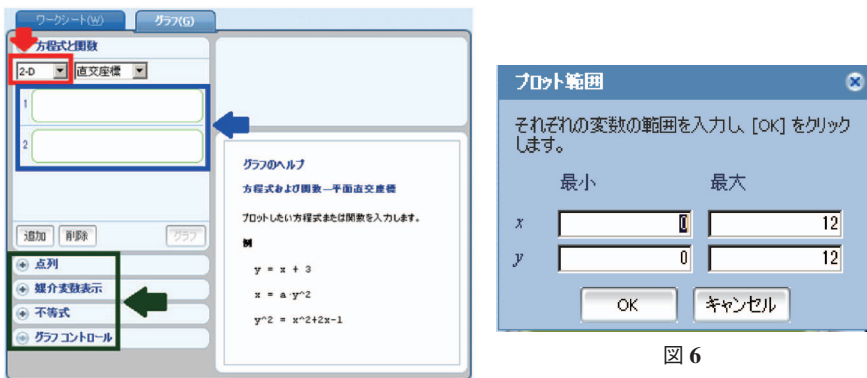 ワークシート(W)
グラフ(G)
方程式と関数
2-D
直交座標
1
2
追加
削除
グラフ
点列
媒介変数表示
不等式
グラフ コントロール
グラフのヘルプ
方程式および関数—平面直交座標
プロットしたい方程式または関数を入力します。
例
y = x + 3
x = a·y^2
y^2 = x^2+2x-1
プロット範囲
それぞれの変数の範囲を入力し、[OK] をクリック
します。
最小
最大
x
0
12
y
0
12
OK
キャンセル
図 6